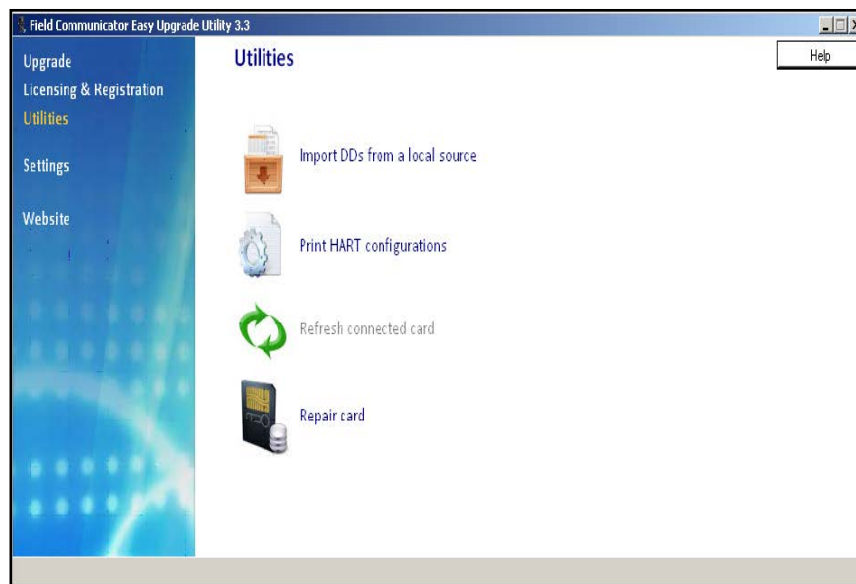 Field Communicator Easy Upgrade Utility 3.3
Upgrade
Licensing & Registration
Utilities
Settings
Website
Utilities
Help
Import DDs from a local source
Print HART configurations
Refresh connected card
Repair card